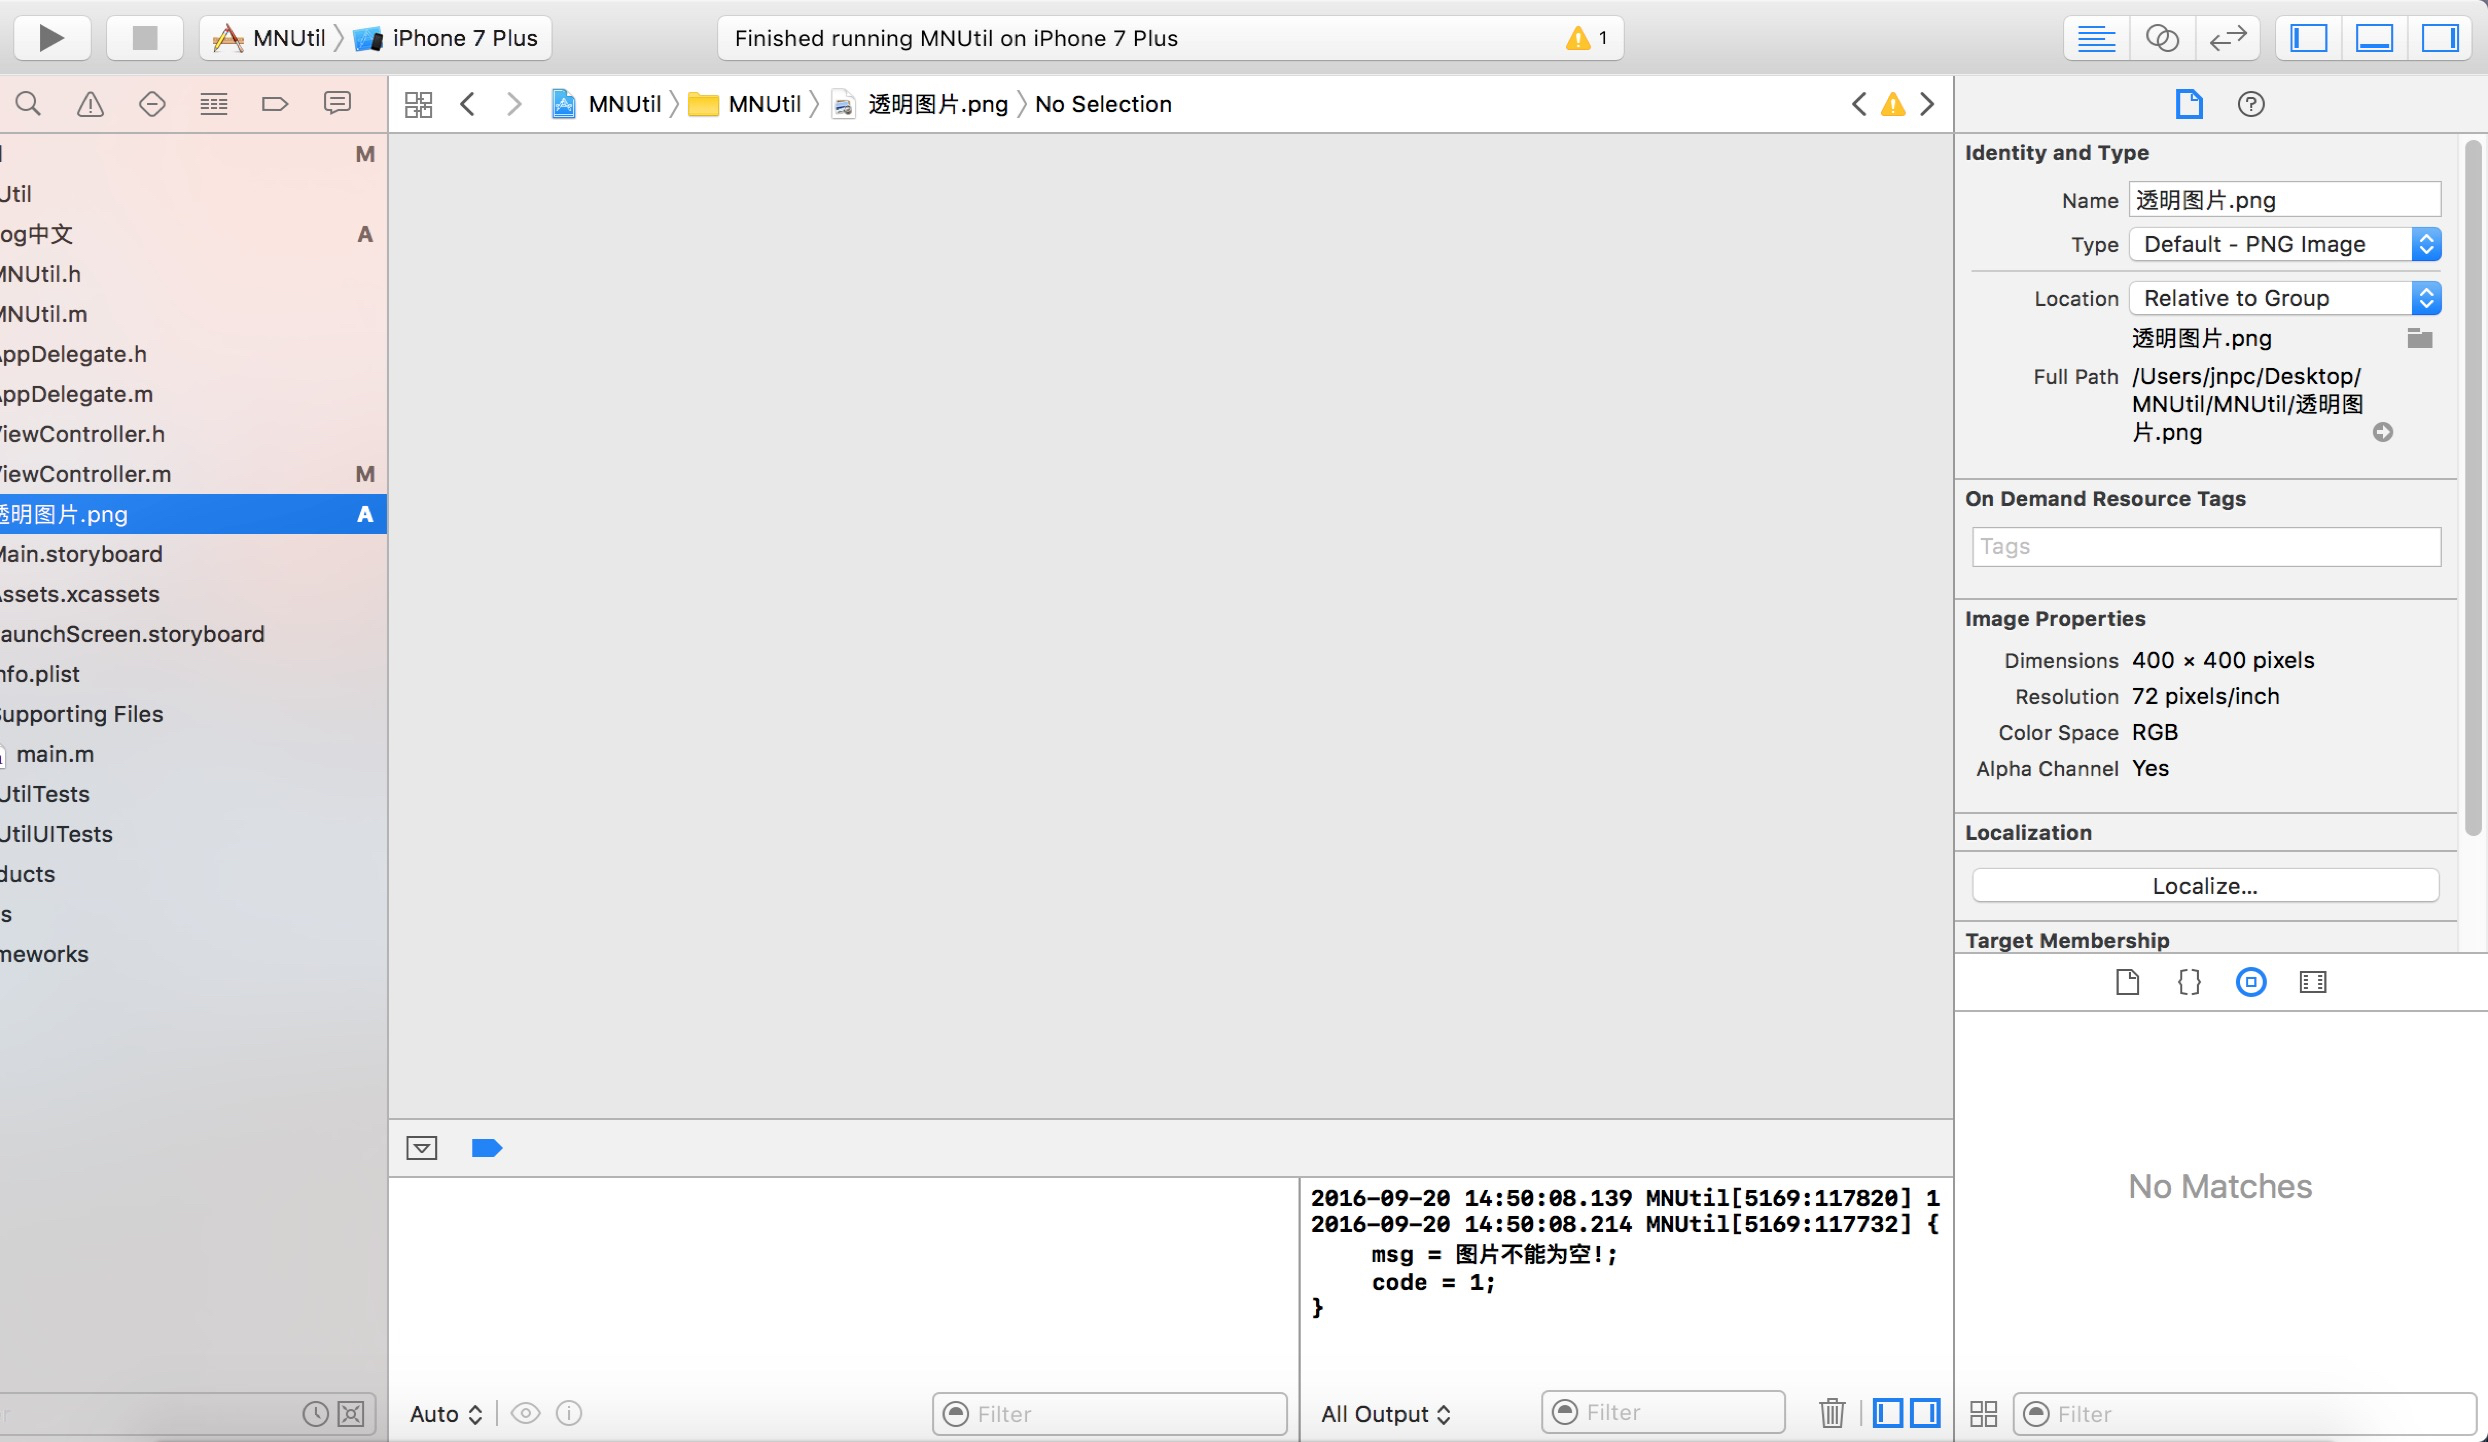 MNUtil iPhone 7 Plus
Finished running MNUtil on iPhone 7 Plus 1
MNUtil MNUtil 透明图片.png No Selection
M
Util
og中文 A
MNUtil.h
MNUtil.m
AppDelegate.h
AppDelegate.m
ViewController.h
ViewController.m M
透明图片.png A
Main.storyboard
Assets.xcassets
LaunchScreen.storyboard
nfo.plist
Supporting Files
main.m
UtilTests
UtilUITests
ducts
s
meworks
Identity and Type
Name 透明图片.png
Type Default - PNG Image
Location Relative to Group
透明图片.png
Full Path /Users/jnpc/Desktop/
MNUtil/MNUtil/透明图
片.png
On Demand Resource Tags
Tags
Image Properties
Dimensions 400 × 400 pixels
Resolution 72 pixels/inch
Color Space RGB
Alpha Channel Yes
Localization
Localize...
Target Membership
No Matches
2016-09-20 14:50:08.139 MNUtil[5169:117820] 1
2016-09-20 14:50:08.214 MNUtil[5169:117732] {
msg = 图片不能为空!;
code = 1;
}
Auto Filter
All Output Filter
Filter